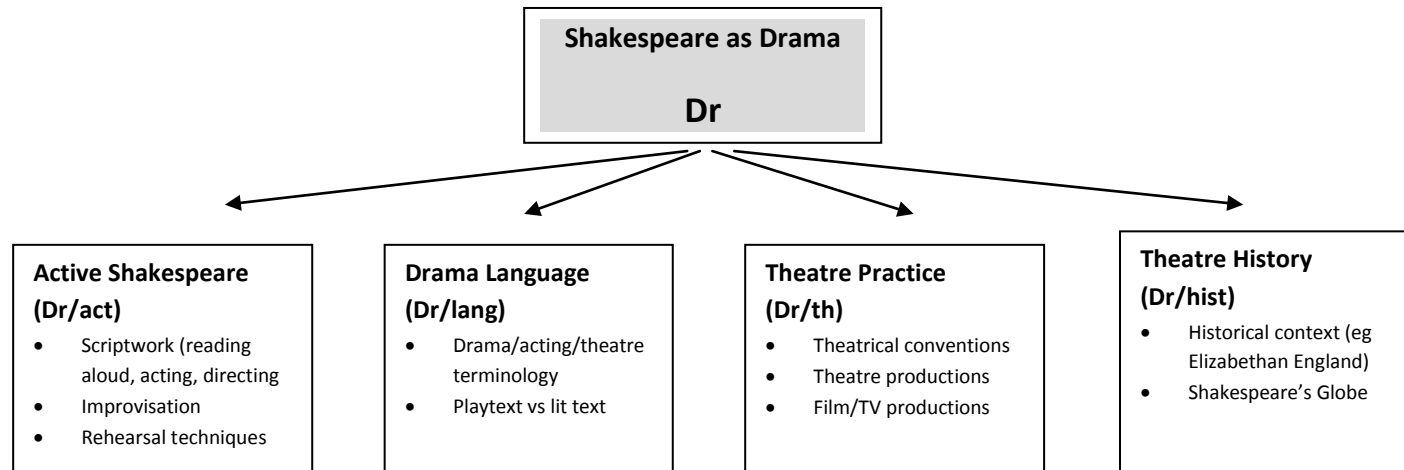 Shakespeare as Drama
Dr
Active Shakespeare
(Dr/act)
• Scriptwork (reading
aloud, acting, directing
• Improvisation
• Rehearsal techniques
Drama Language
(Dr/lang)
• Drama/acting/theatre
terminology
• Playtext vs lit text
Theatre Practice
(Dr/th)
• Theatrical conventions
• Theatre productions
• Film/TV productions
Theatre History
(Dr/hist)
• Historical context (eg
Elizabethan England)
• Shakespeare’s Globe